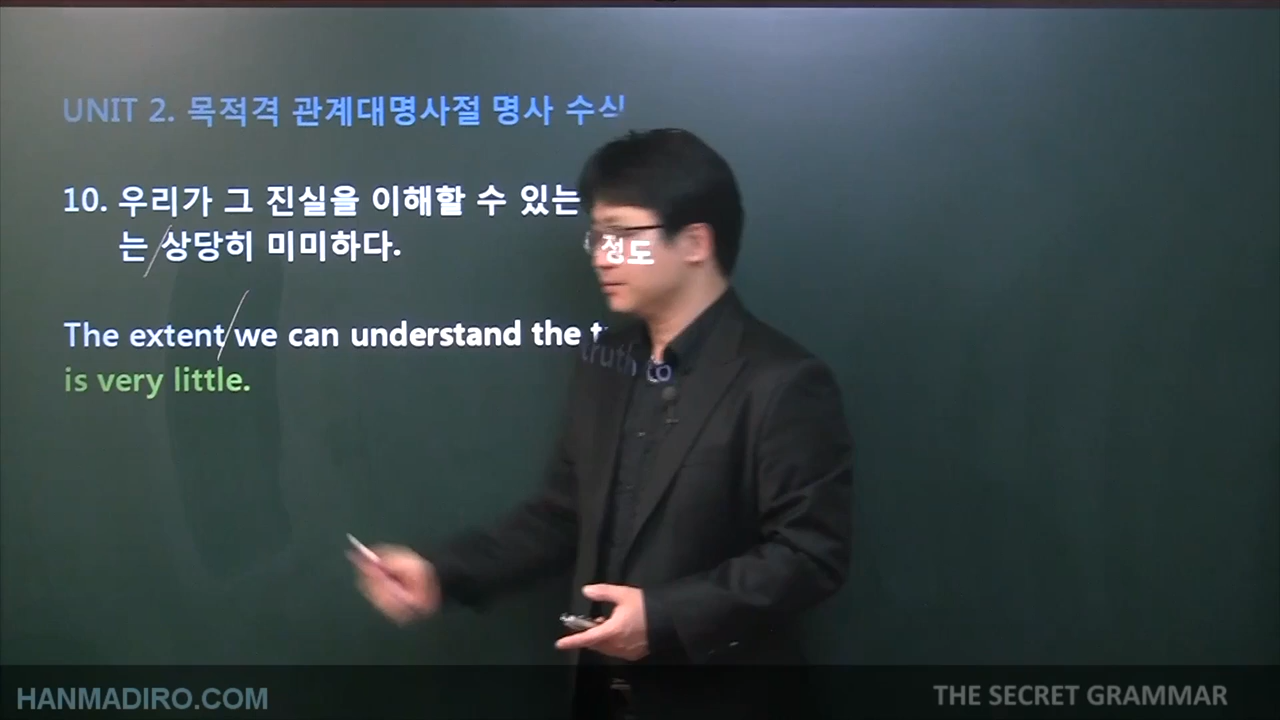 UNIT 2. 목적격 관계대명사절 명사 수식
10. 우리가 그 진실을 이해할 수 있는 정도
는 상당히 미미하다.
The extent we can understand the truth to
is very little.
HANMADIRO.COM
THE SECRET GRAMMAR